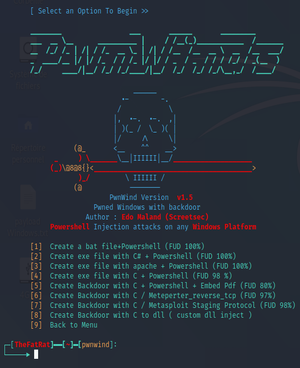 [ Select an Option To Begin >>
PwnWinds
PwnWind Version v1.5
Pwned Windows with backdoor
Author : Edo Maland (Screetsec)
Powershell Injection attacks on any Windows Platform
[1] Create a bat file+Powershell (FUD 100%)
[2] Create exe file with C# + Powershell (FUD 100%)
[3] Create exe file with apache + Powershell (FUD 100%)
[4] Create exe file with C + Powershell (FUD 98 %)
[5] Create Backdoor with C + Powershell + Embed Pdf (FUD 80%)
[6] Create Backdoor with C / Meteperter_reverse_tcp (FUD 97%)
[7] Create Backdoor with C / Metasploit Staging Protocol (FUD 98%)
[8] Create Backdoor with C to dll ( custom dll inject )
[9] Back to Menu
[TheFatRat]——[~]—[pwnwind]: